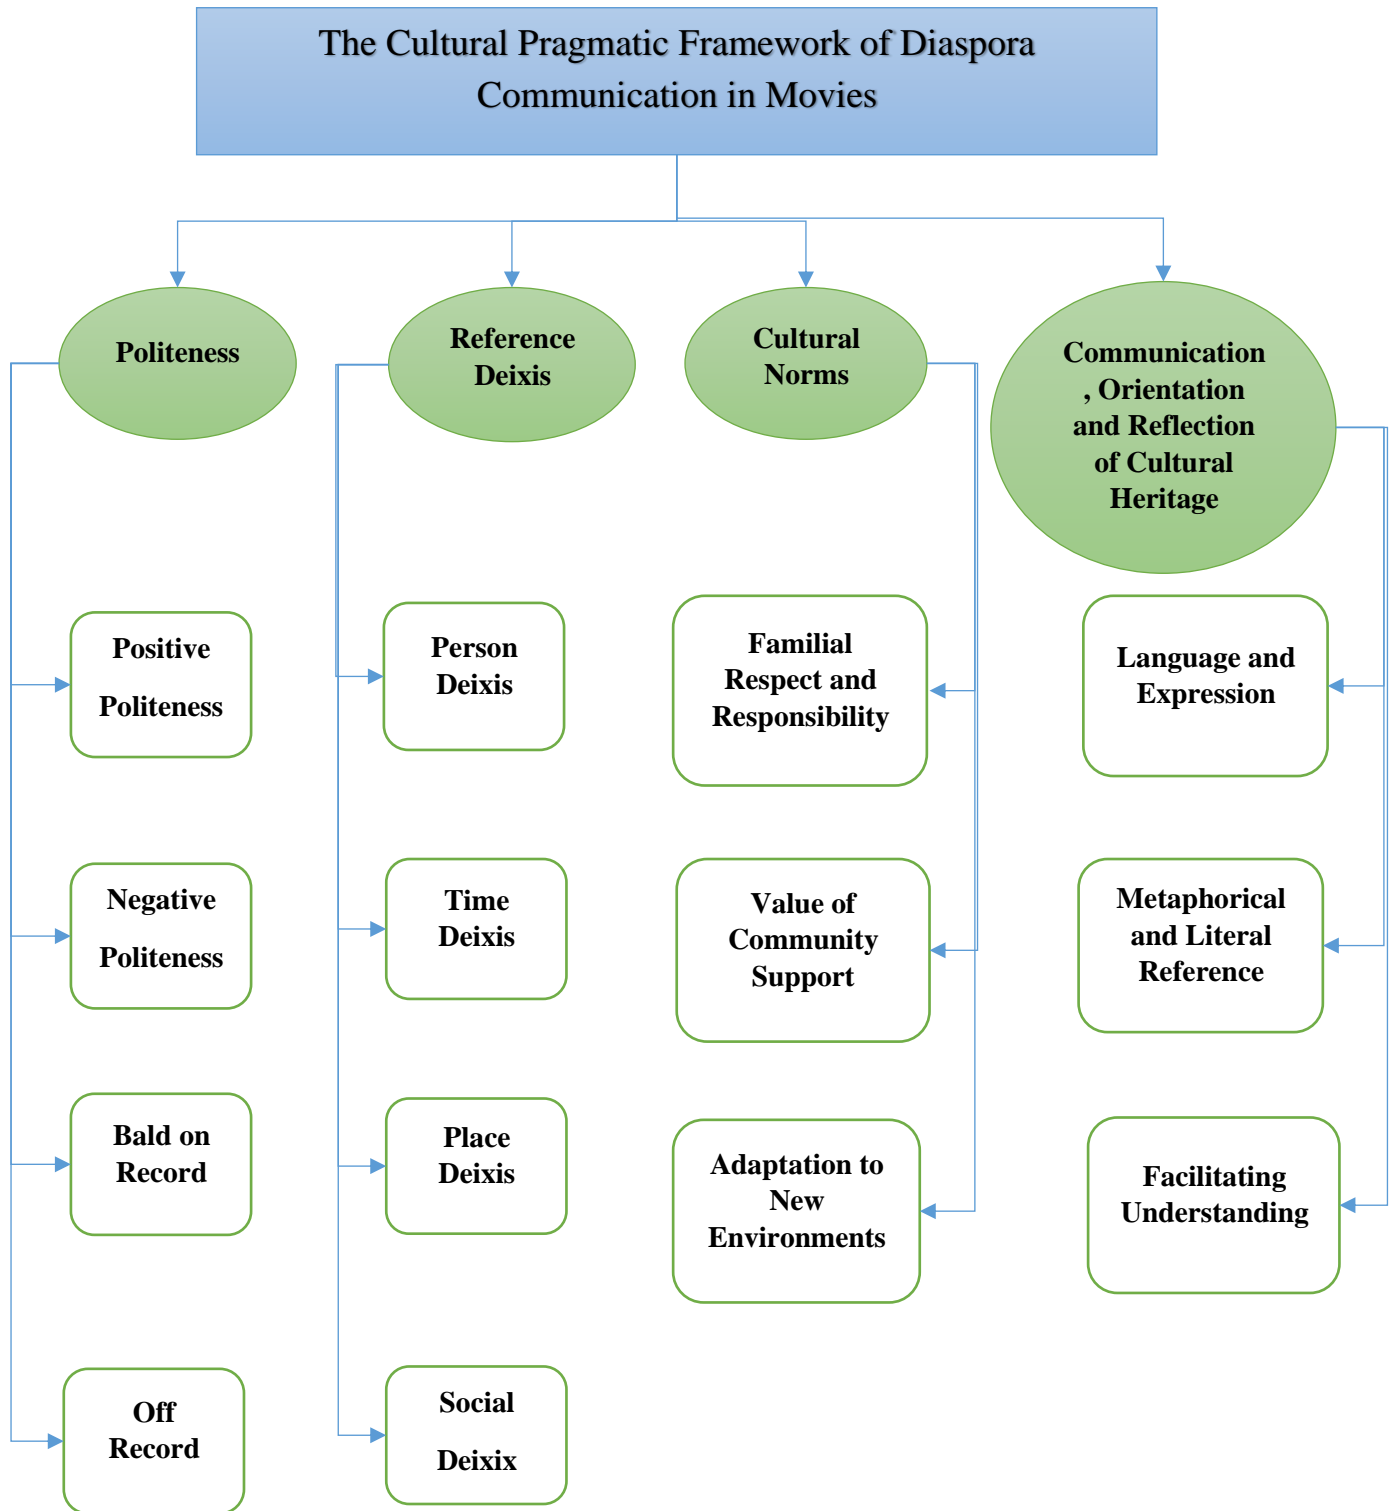 The Cultural Pragmatic Framework of Diaspora
Communication in Movies
Politeness
Reference
Deixis
Cultural
Norms
Communication
, Orientation
and Reflection
of Cultural
Heritage
Positive
Politeness
Person
Deixis
Familial
Respect and
Responsibility
Language and
Expression
Negative
Politeness
Time
Deixis
Value of
Community
Support
Metaphorical
and Literal
Reference
Bald on
Record
Place
Deixis
Adaptation to
New
Environments
Facilitating
Understanding
Off
Record
Social
Deixix